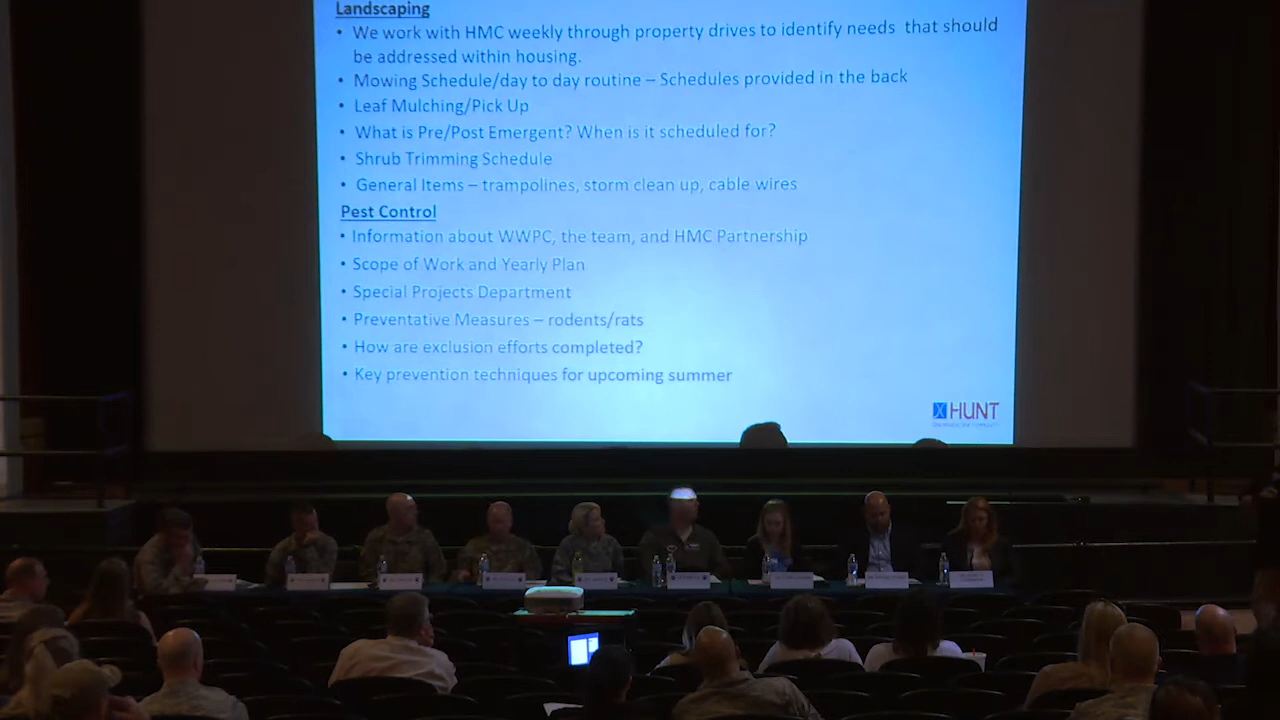 Landscaping
• We work with HMC weekly through property drives to identify needs that should
be addressed within housing.
• Mowing Schedule/day to day routine – Schedules provided in the back
• Leaf Mulching/Pick Up
• What is Pre/Post Emergent? When is it scheduled for?
• Shrub Trimming Schedule
• General Items – trampolines, storm clean up, cable wires
Pest Control
• Information about WWPC, the team, and HMC Partnership
• Scope of Work and Yearly Plan
• Special Projects Department
• Preventative Measures – rodents/rats
• How are exclusion efforts completed?
• Key prevention techniques for upcoming summer
HUNT